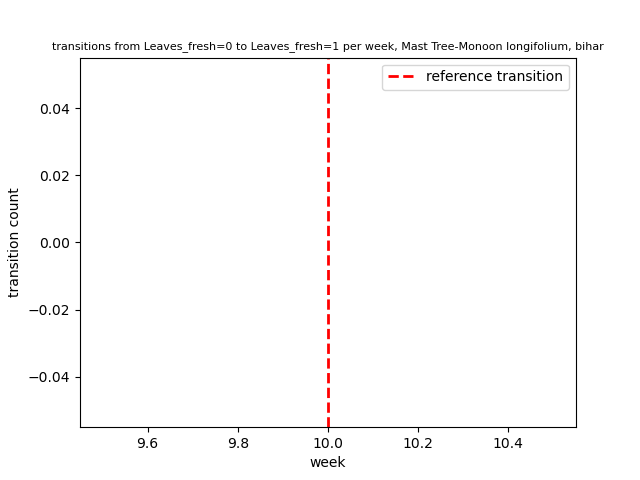 transitions from Leaves_fresh=0 to Leaves_fresh=1 per week, Mast Tree-Monoon longifolium, bihar
reference transition
0.04
0.02
0.00
−0.02
−0.04
transition count
9.6 9.8 10.0 10.2 10.4
week